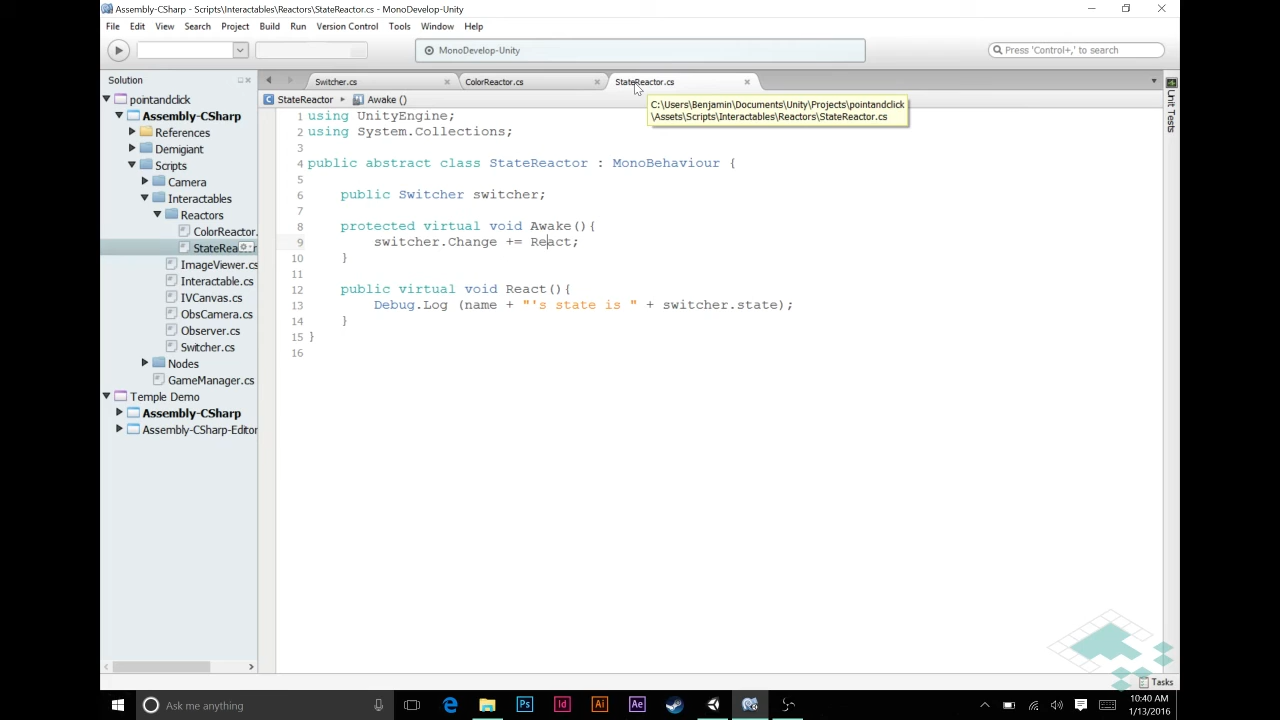 Assembly-CSharp - Scripts\Interactables\Reactors\StateReactor.cs - MonoDevelop-Unity
File Edit View Search Project Build Run Version Control Tools Window Help
MonoDevelop-Unity
Press 'Control+,' to search
Solution
Switcher.cs
ColorReactor.cs
StateReactor.cs
StateReactor
Awake ()
C:\Users\Benjamin\Documents\Unity\Projects\pointandclick
\Assets\Scripts\Interactables\Reactors\StateReactor.cs
pointandclick
Assembly-CSharp
References
Demigiant
Scripts
Camera
Interactables
Reactors
ColorReactor.
StateRea
ImageViewer.cs
Interactable.cs
IVCanvas.cs
ObsCamera.cs
Observer.cs
Switcher.cs
Nodes
GameManager.cs
Temple Demo
Assembly-CSharp
Assembly-CSharp-Editor
1 using UnityEngine;
2 using System.Collections;
3
4 public abstract class StateReactor : MonoBehaviour {
5
6 public Switcher switcher;
7
8 protected virtual void Awake(){
9 switcher.Change += React;
10 }
11
12 public virtual void React(){
13 Debug.Log (name + "'s state is " + switcher.state);
14 }
15 }
16
Unit Tests
Tasks
Ask me anything
Ps
Id
Ai
Ae
10:40 AM
1/13/2016